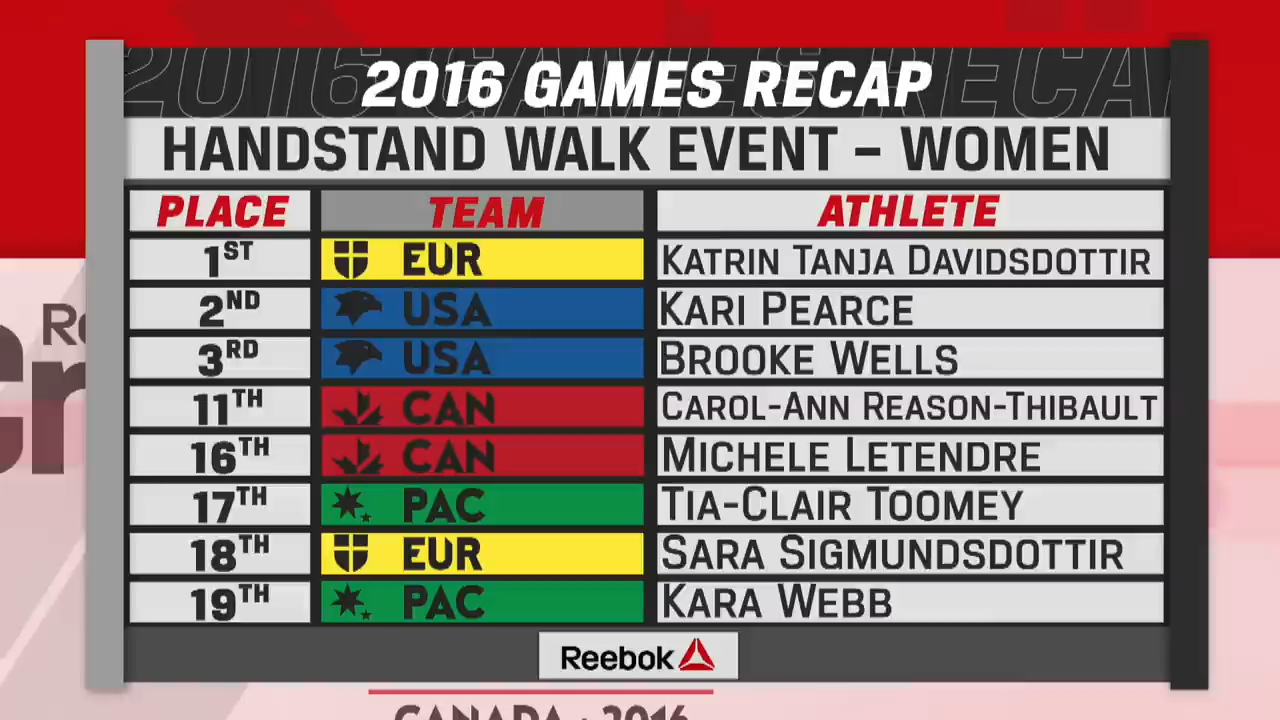 2016 GAMES RECAP
HANDSTAND WALK EVENT – WOMEN
PLACE TEAM ATHLETE
1ST EUR KATRIN TANJA DAVIDSDOTTIR
2ND USA KARI PEARCE
3RD USA BROOKE WELLS
11TH CAN CAROL-ANN REASON-THIBAULT
16TH CAN MICHELE LETENDRE
17TH PAC TIA-CLAIR TOOMEY
18TH EUR SARA SIGMUNDSDOTTIR
19TH PAC KARA WEBB
Reebok
CANADA • 2016